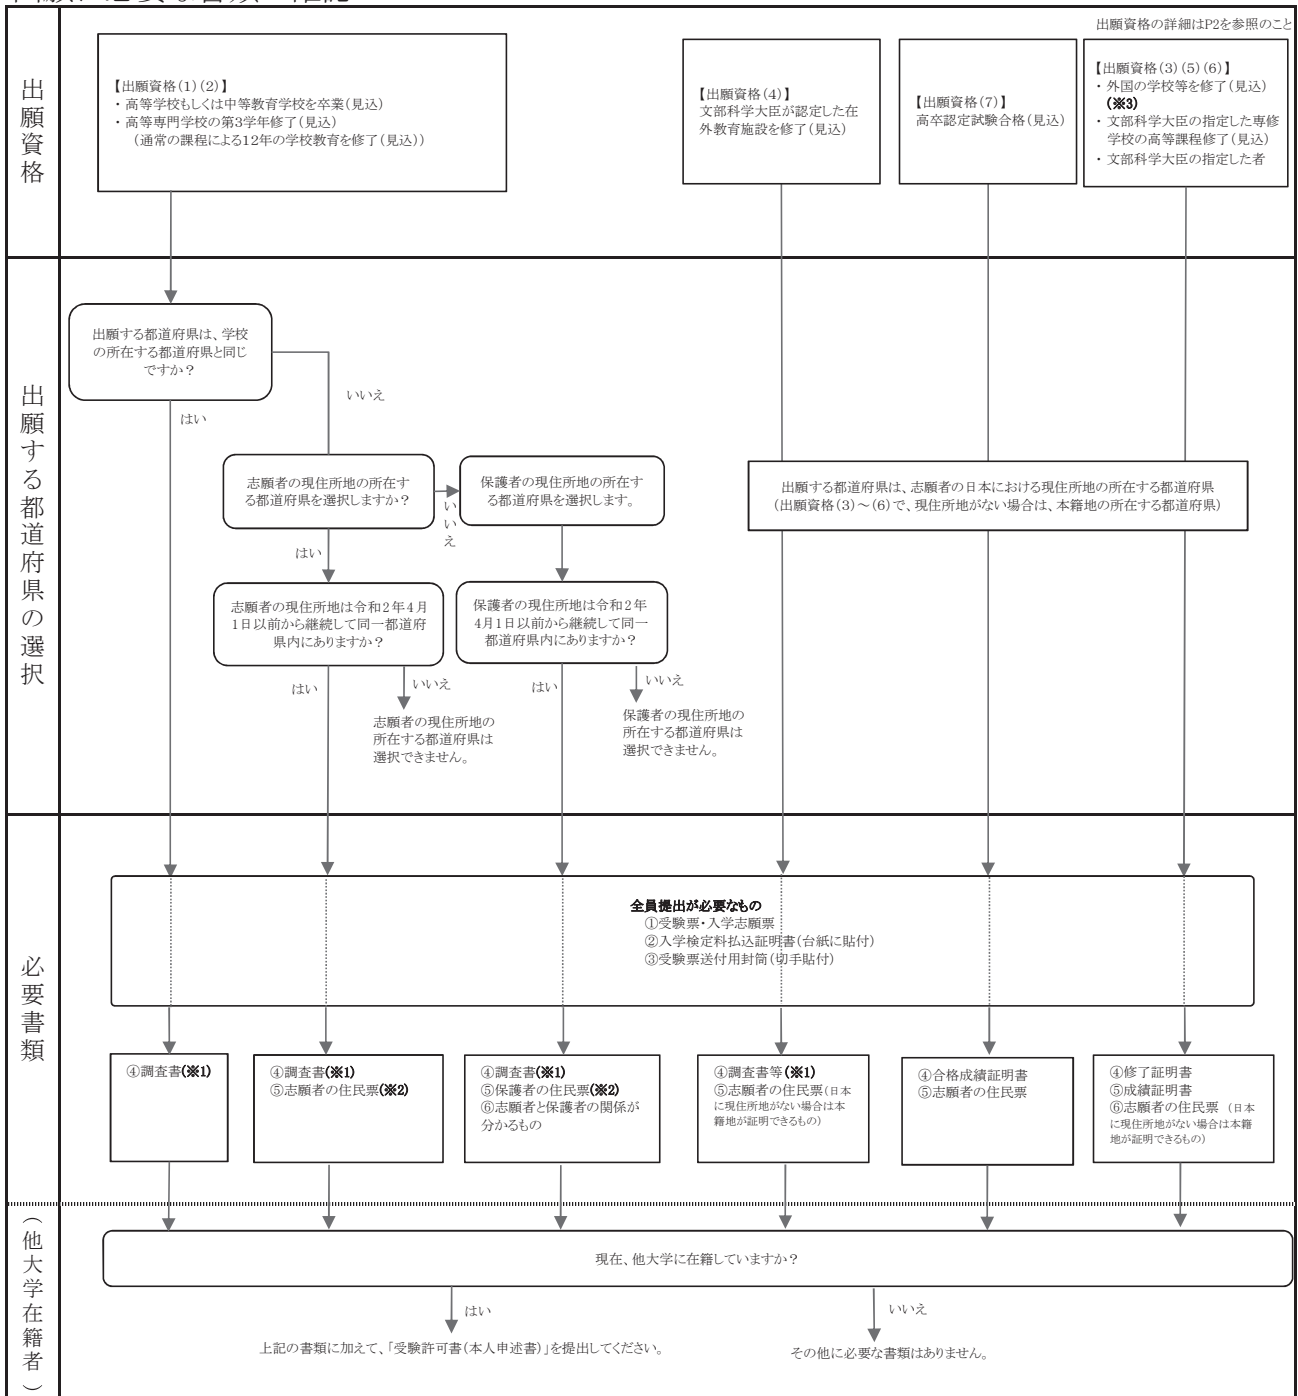 出願資格の詳細はP2を参照のこと
出願資格
【出願資格(1)(2)】
・高等学校もしくは中等教育学校を卒業(見込)
・高等専門学校の第3学年修了(見込)
(通常の課程による12年の学校教育を修了(見込))
【出願資格(4)】
文部科学大臣が認定した在
外教育施設を修了(見込)
【出願資格(7)】
高卒認定試験合格(見込)
【出願資格(3)(5)(6)】
・外国の学校等を修了(見込)
(※3)
・文部科学大臣の指定した専修
学校の高等課程修了(見込)
・文部科学大臣の指定した者
出願する都道府県の選択
出願する都道府県は、学校
の所在する都道府県と同じ
ですか?
いいえ
はい
志願者の現住所地の所在す
る都道府県を選択しますか?
いいえ
保護者の現住所地の所在す
る都道府県を選択します。
出願する都道府県は、志願者の日本における現住所地の所在する都道府県
(出願資格(3)～(6)で、現住所地がない場合は、本籍地の所在する都道府県)
はい
志願者の現住所地は令和2年4月
1日以前から継続して同一都道府
県内にありますか?
保護者の現住所地は令和2年
4月1日以前から継続して同一
都道府県内にありますか?
はい
いいえ
はい
いいえ
志願者の現住所地の
所在する都道府県は
選択できません。
保護者の現住所地の
所在する都道府県は
選択できません。
必要書類
全員提出が必要なもの
①受験票・入学志願票
②入学検定料払込証明書(台紙に貼付)
③受験票送付用封筒(切手貼付)
④調査書(※1)
④調査書(※1)
⑤志願者の住民票(※2)
④調査書(※1)
⑤保護者の住民票(※2)
⑥志願者と保護者の関係が
分かるもの
④調査書等(※1)
⑤志願者の住民票(日本
に現住所地がない場合は本
籍地が証明できるもの)
④合格成績証明書
⑤志願者の住民票
④修了証明書
⑤成績証明書
⑥志願者の住民票 (日本
に現住所地がない場合は本籍
地が証明できるもの)
(他大学在籍者)
現在、他大学に在籍していますか?
はい
いいえ
上記の書類に加えて、「受験許可書(本人申述書)」を提出してください。
その他に必要な書類はありません。